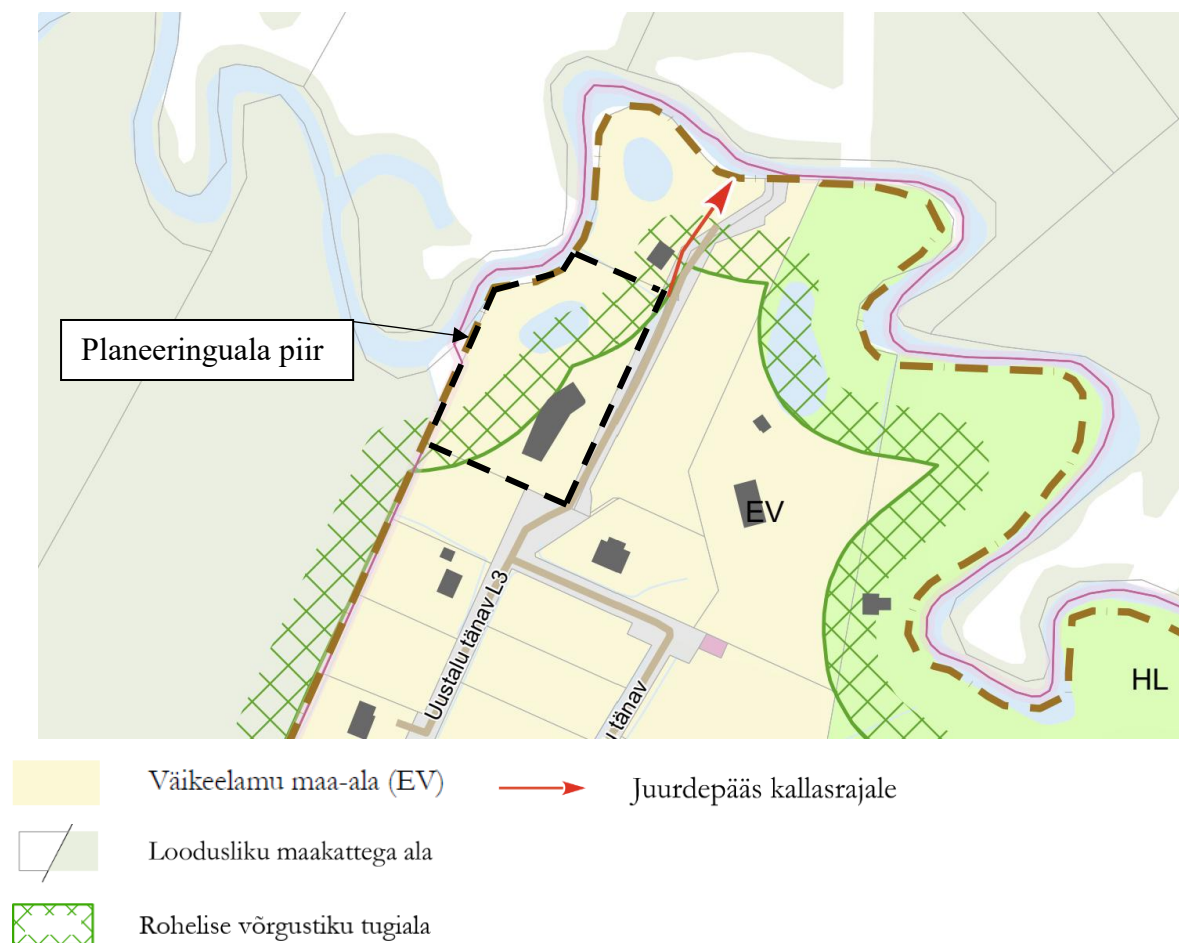 Planeeringuala piir
EV
Uustalu tänav L3
u tänav
HL
Väikeelamu maa-ala (EV)
Juurdepääs kallasrajale
Loodusliku maakattega ala
Rohelise võrgustiku tugiala